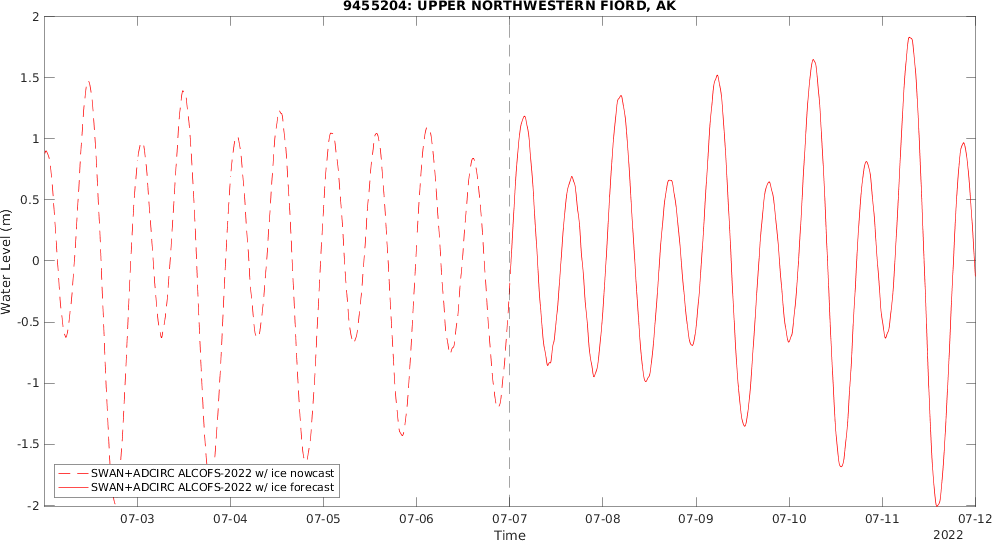 9455204: UPPER NORTHWESTERN FIORD, AK
2
1.5
1
0.5
0
-0.5
-1
-1.5
-2
Water Level (m)
SWAN+ADCIRC ALCOFS-2022 w/ ice nowcast
SWAN+ADCIRC ALCOFS-2022 w/ ice forecast
07-03 07-04 07-05 07-06 07-07 07-08 07-09 07-10 07-11 07-12
Time
2022